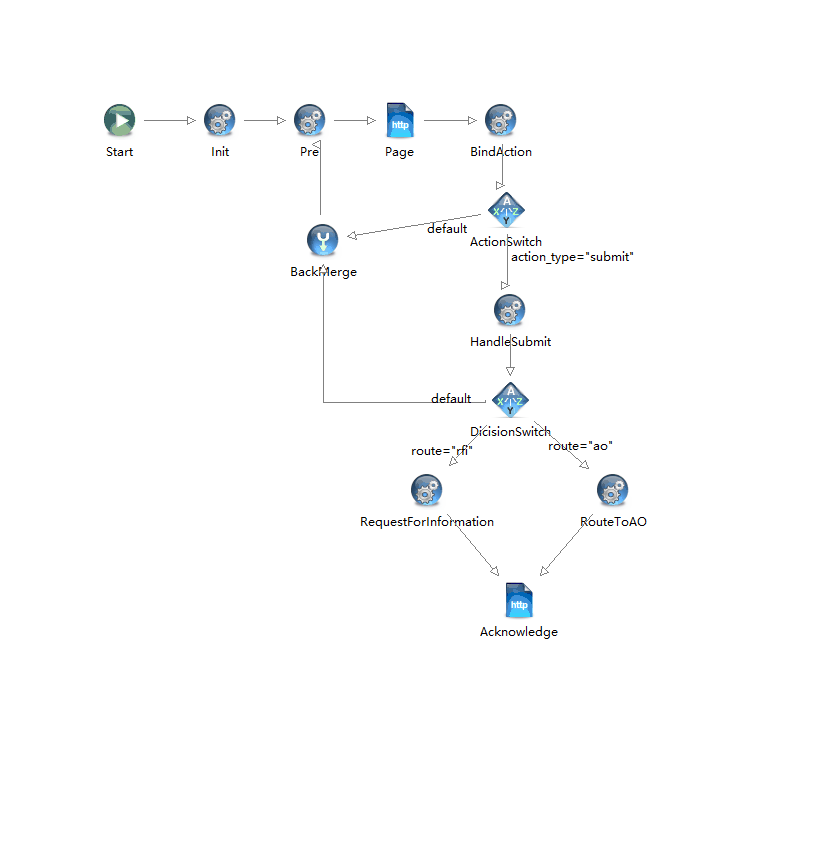 http
Start
Init
Pre
Page
BindAction
A
X Z
Y
default
ActionSwitch
action_type="submit"
BackMerge
HandleSubmit
A
X Z
Y
default
DicisionSwitch
route="rfi"
route="ao"
RequestForInformation
RouteToAO
http
Acknowledge